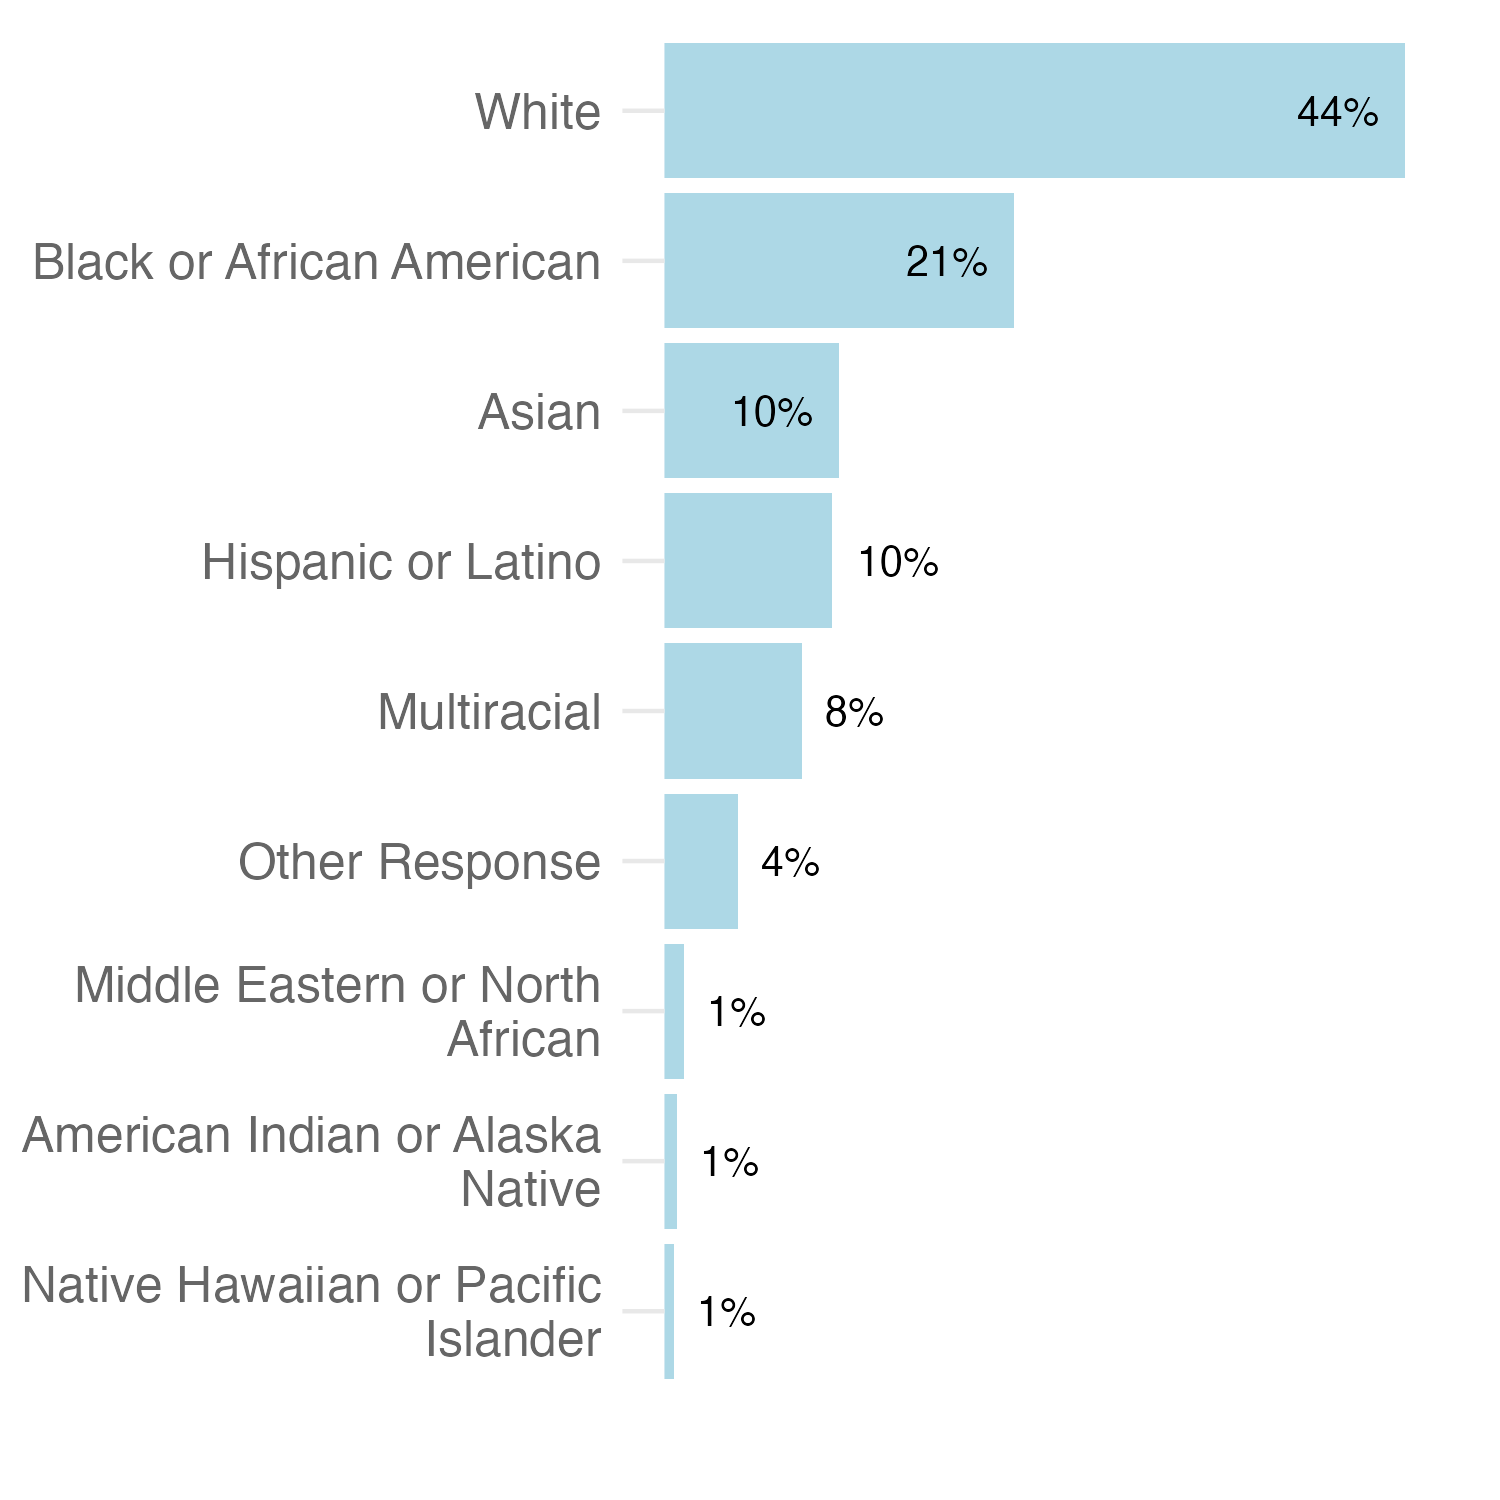 White
44%
Black or African American
21%
Asian
10%
Hispanic or Latino
10%
Multiracial
8%
Other Response
4%
Middle Eastern or North
African
1%
American Indian or Alaska
Native
1%
Native Hawaiian or Pacific
Islander
1%